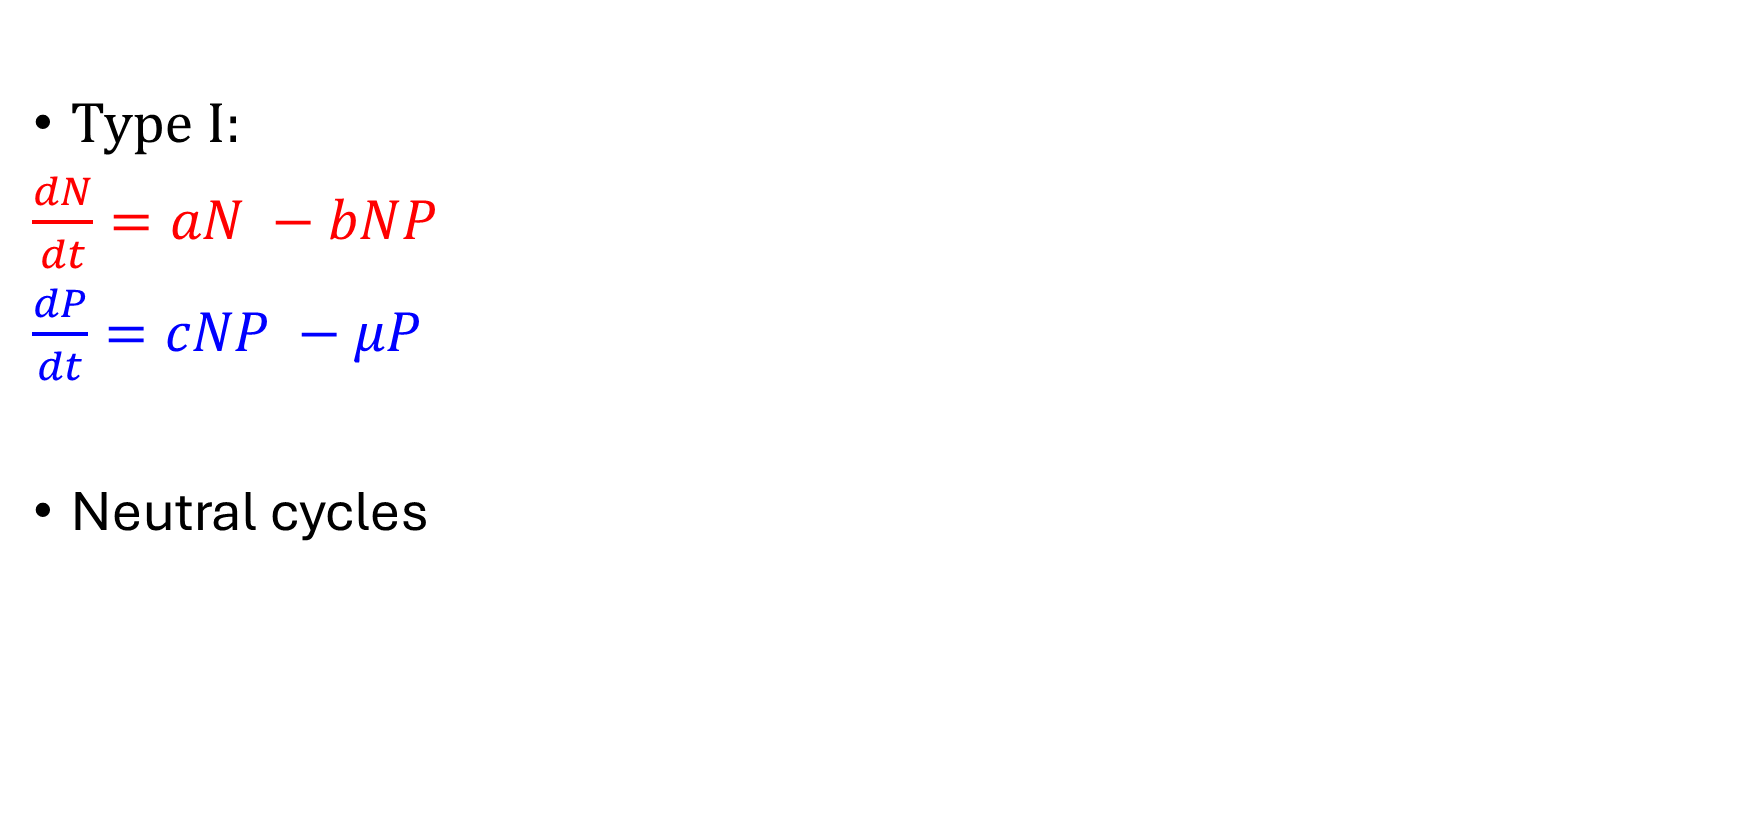 • Type I:
dN/dt = aN − bNP
dP/dt = cNP − μP
• Neutral cycles